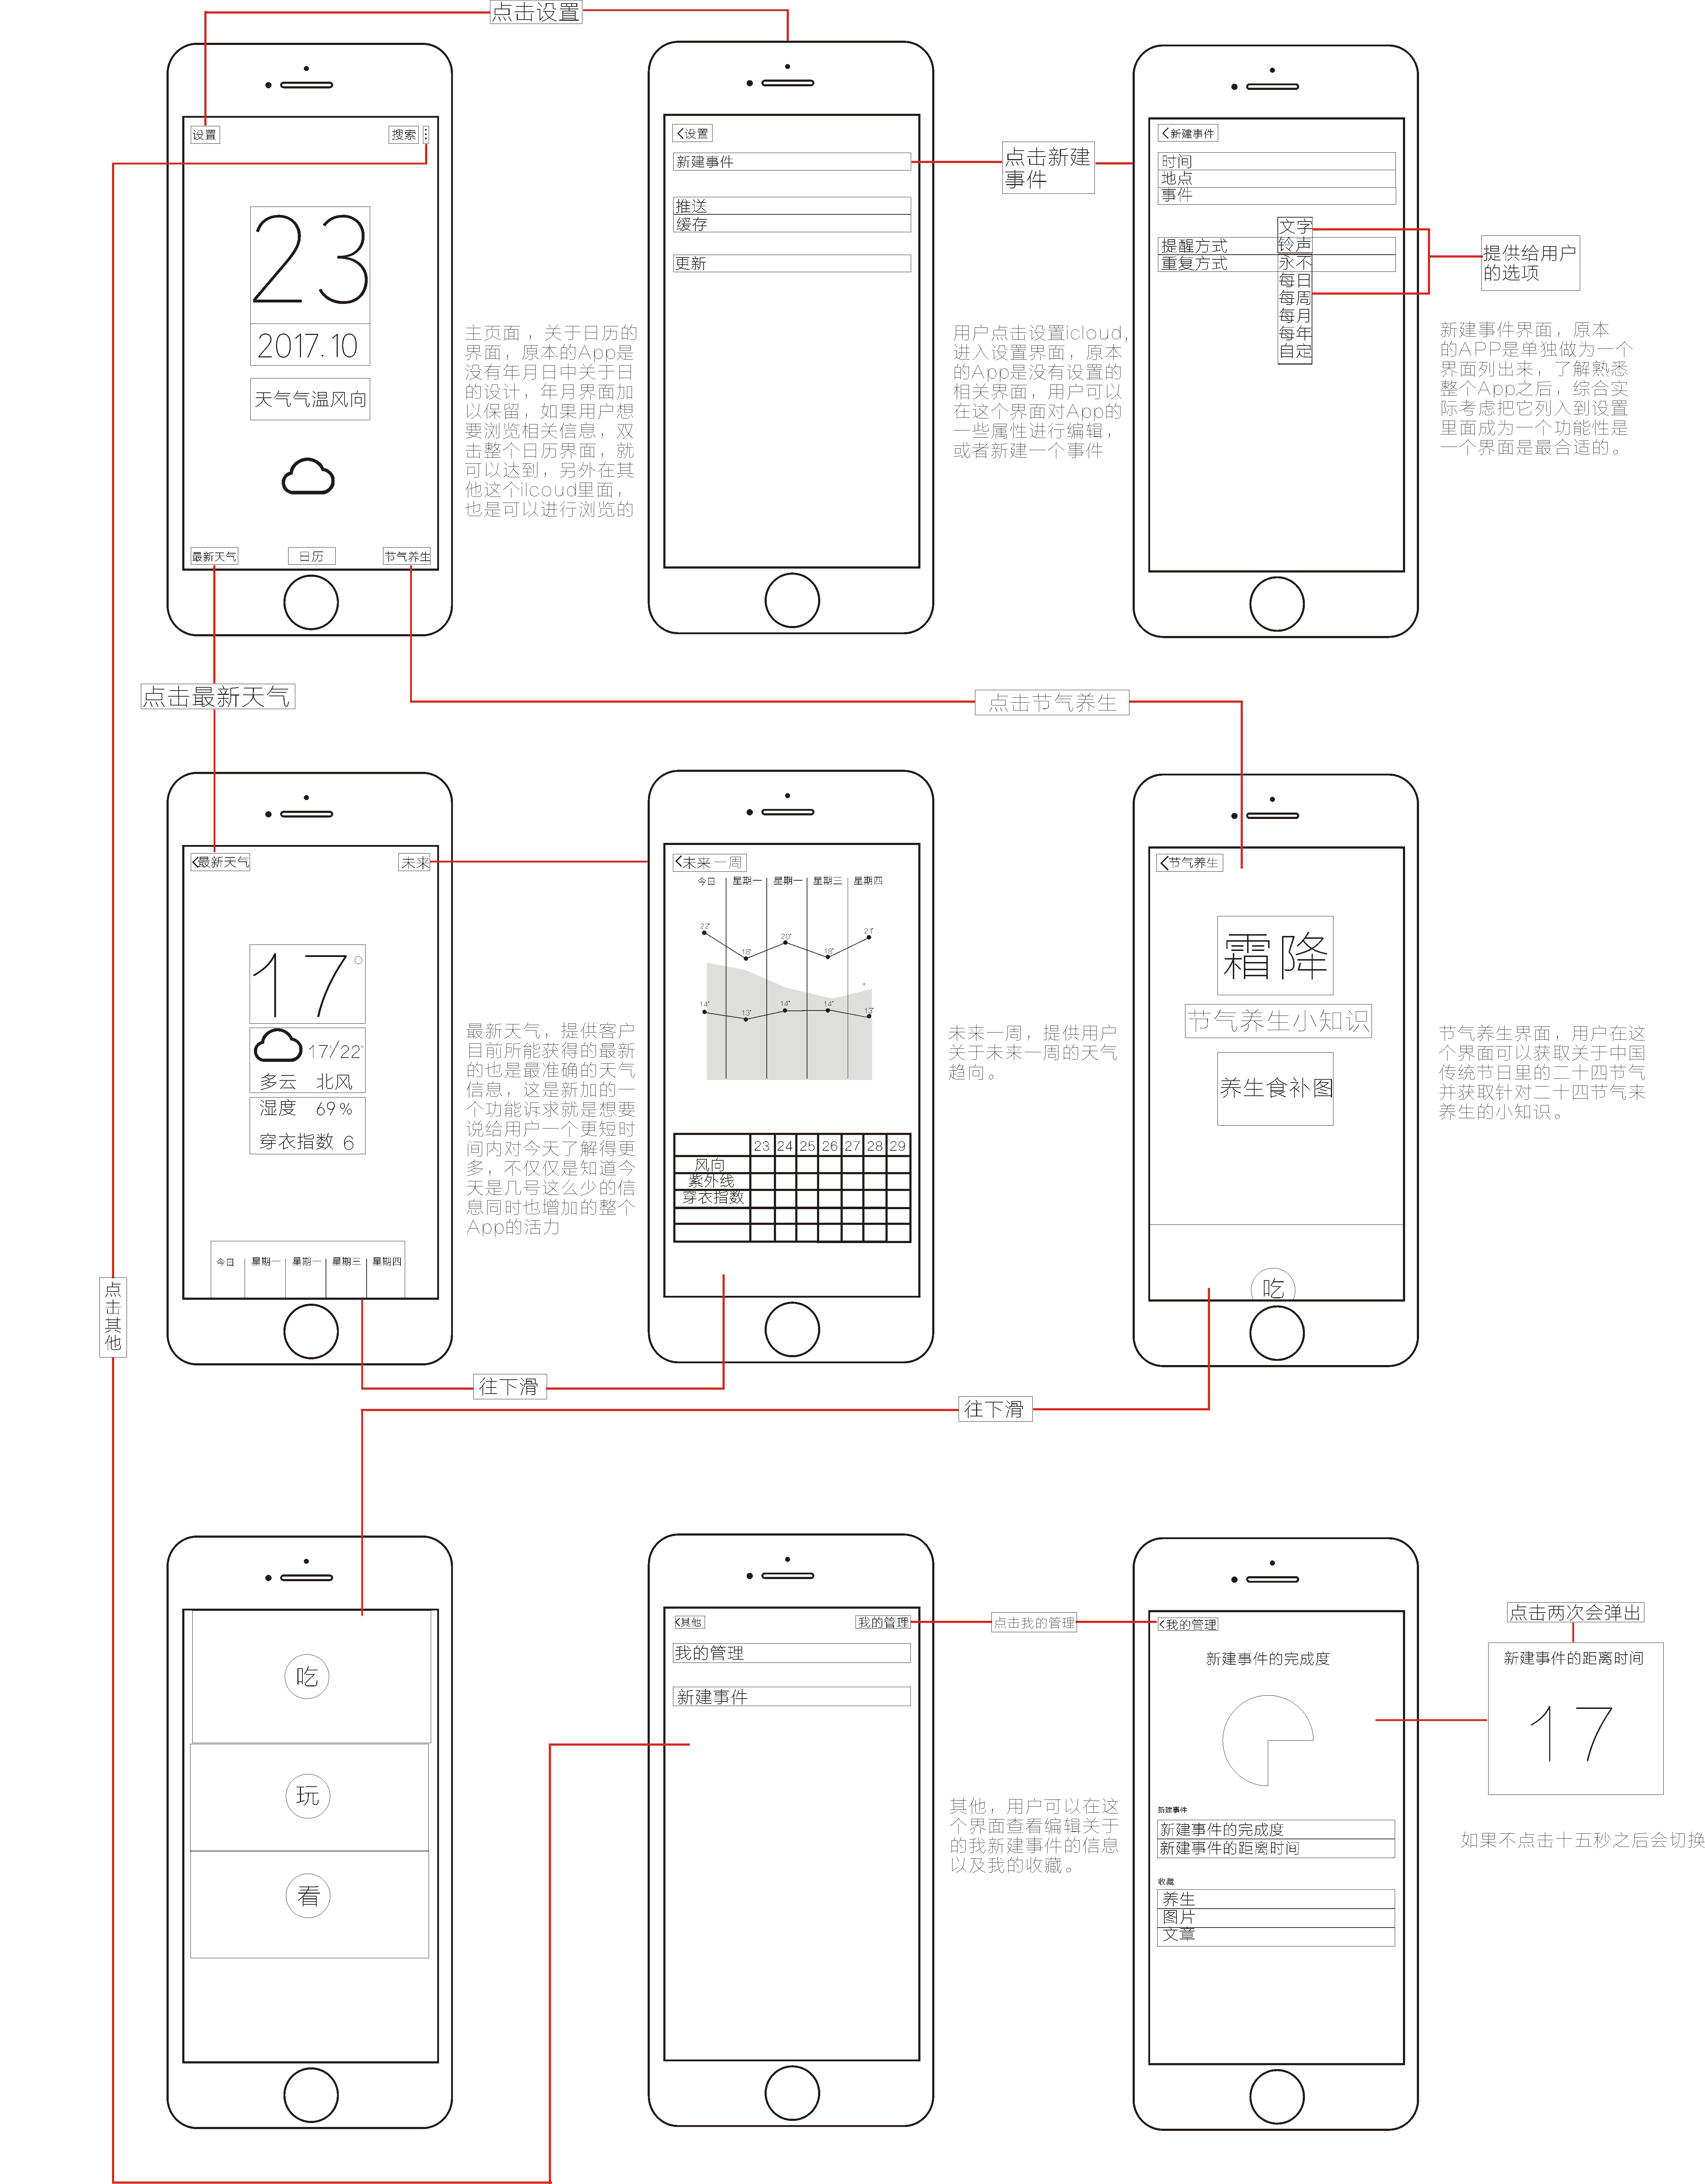 点击设置
设置
搜索
23
2017.10
天气气温风向
最新天气
日历
节气养生
主页面，关于日历的
界面，原本的App是
没有年月日中关于日
的设计，年月界面加
以保留，如果用户想
要浏览相关信息，双
击整个日历界面，就
可以达到，另外在其
他这个ilcoud里面，
也是可以进行浏览的
<设置
新建事件
推送
缓存
更新
用户点击设置icloud,
进入设置界面，原本
的App是没有设置的
相关界面，用户可以
在这个界面对App的
一些属性进行编辑，
或者新建一个事件
点击新建
事件
<新建事件
时间
地点
事件
提醒方式
重复方式
文字
铃声
永不
每日
每周
每月
每年
自定
提供给用户
的选项
新建事件界面，原本
的APP是单独做为一个
界面列出来，了解熟悉
整个App之后，综合实
际考虑把它列入到设置
里面成为一个功能性是
一个界面是最合适的。
点击最新天气
点击节气养生
<最新天气
未来
17°
17°/22°
多云 北风
湿度 69%
穿衣指数 6
今日 星期一 星期一 星期三 星期四
最新天气，提供客户
目前所能获得的最新
的也是最准确的天气
信息，这是新加的一
个功能诉求就是想要
说给用户一个更短时
间内对今天了解得更
多，不仅仅是知道今
天是几号这么少的信
息同时也增加的整个
App的活力
<未来一周
今日 星期一 星期一 星期三 星期四
22° 18° 20° 18° 21°
14° 13° 14° 14° 13°
23 24 25 26 27 28 29
风向
紫外线
穿衣指数
未来一周，提供用户
关于未来一周的天气
趋向。
<节气养生
霜降
节气养生小知识
养生食补图
吃
节气养生界面，用户在这
个界面可以获取关于中国
传统节日里的二十四节气
并获取针对二十四节气来
养生的小知识。
点击其他
往下滑
往下滑
吃
玩
看
<其他
我的管理
我的管理
新建事件
其他，用户可以在这
个界面查看编辑关于
的我新建事件的信息
以及我的收藏。
点击我的管理
<我的管理
新建事件的完成度
新建事件
新建事件的完成度
新建事件的距离时间
收藏
养生
图片
文章
点击两次会弹出
新建事件的距离时间
17
如果不点击十五秒之后会切换